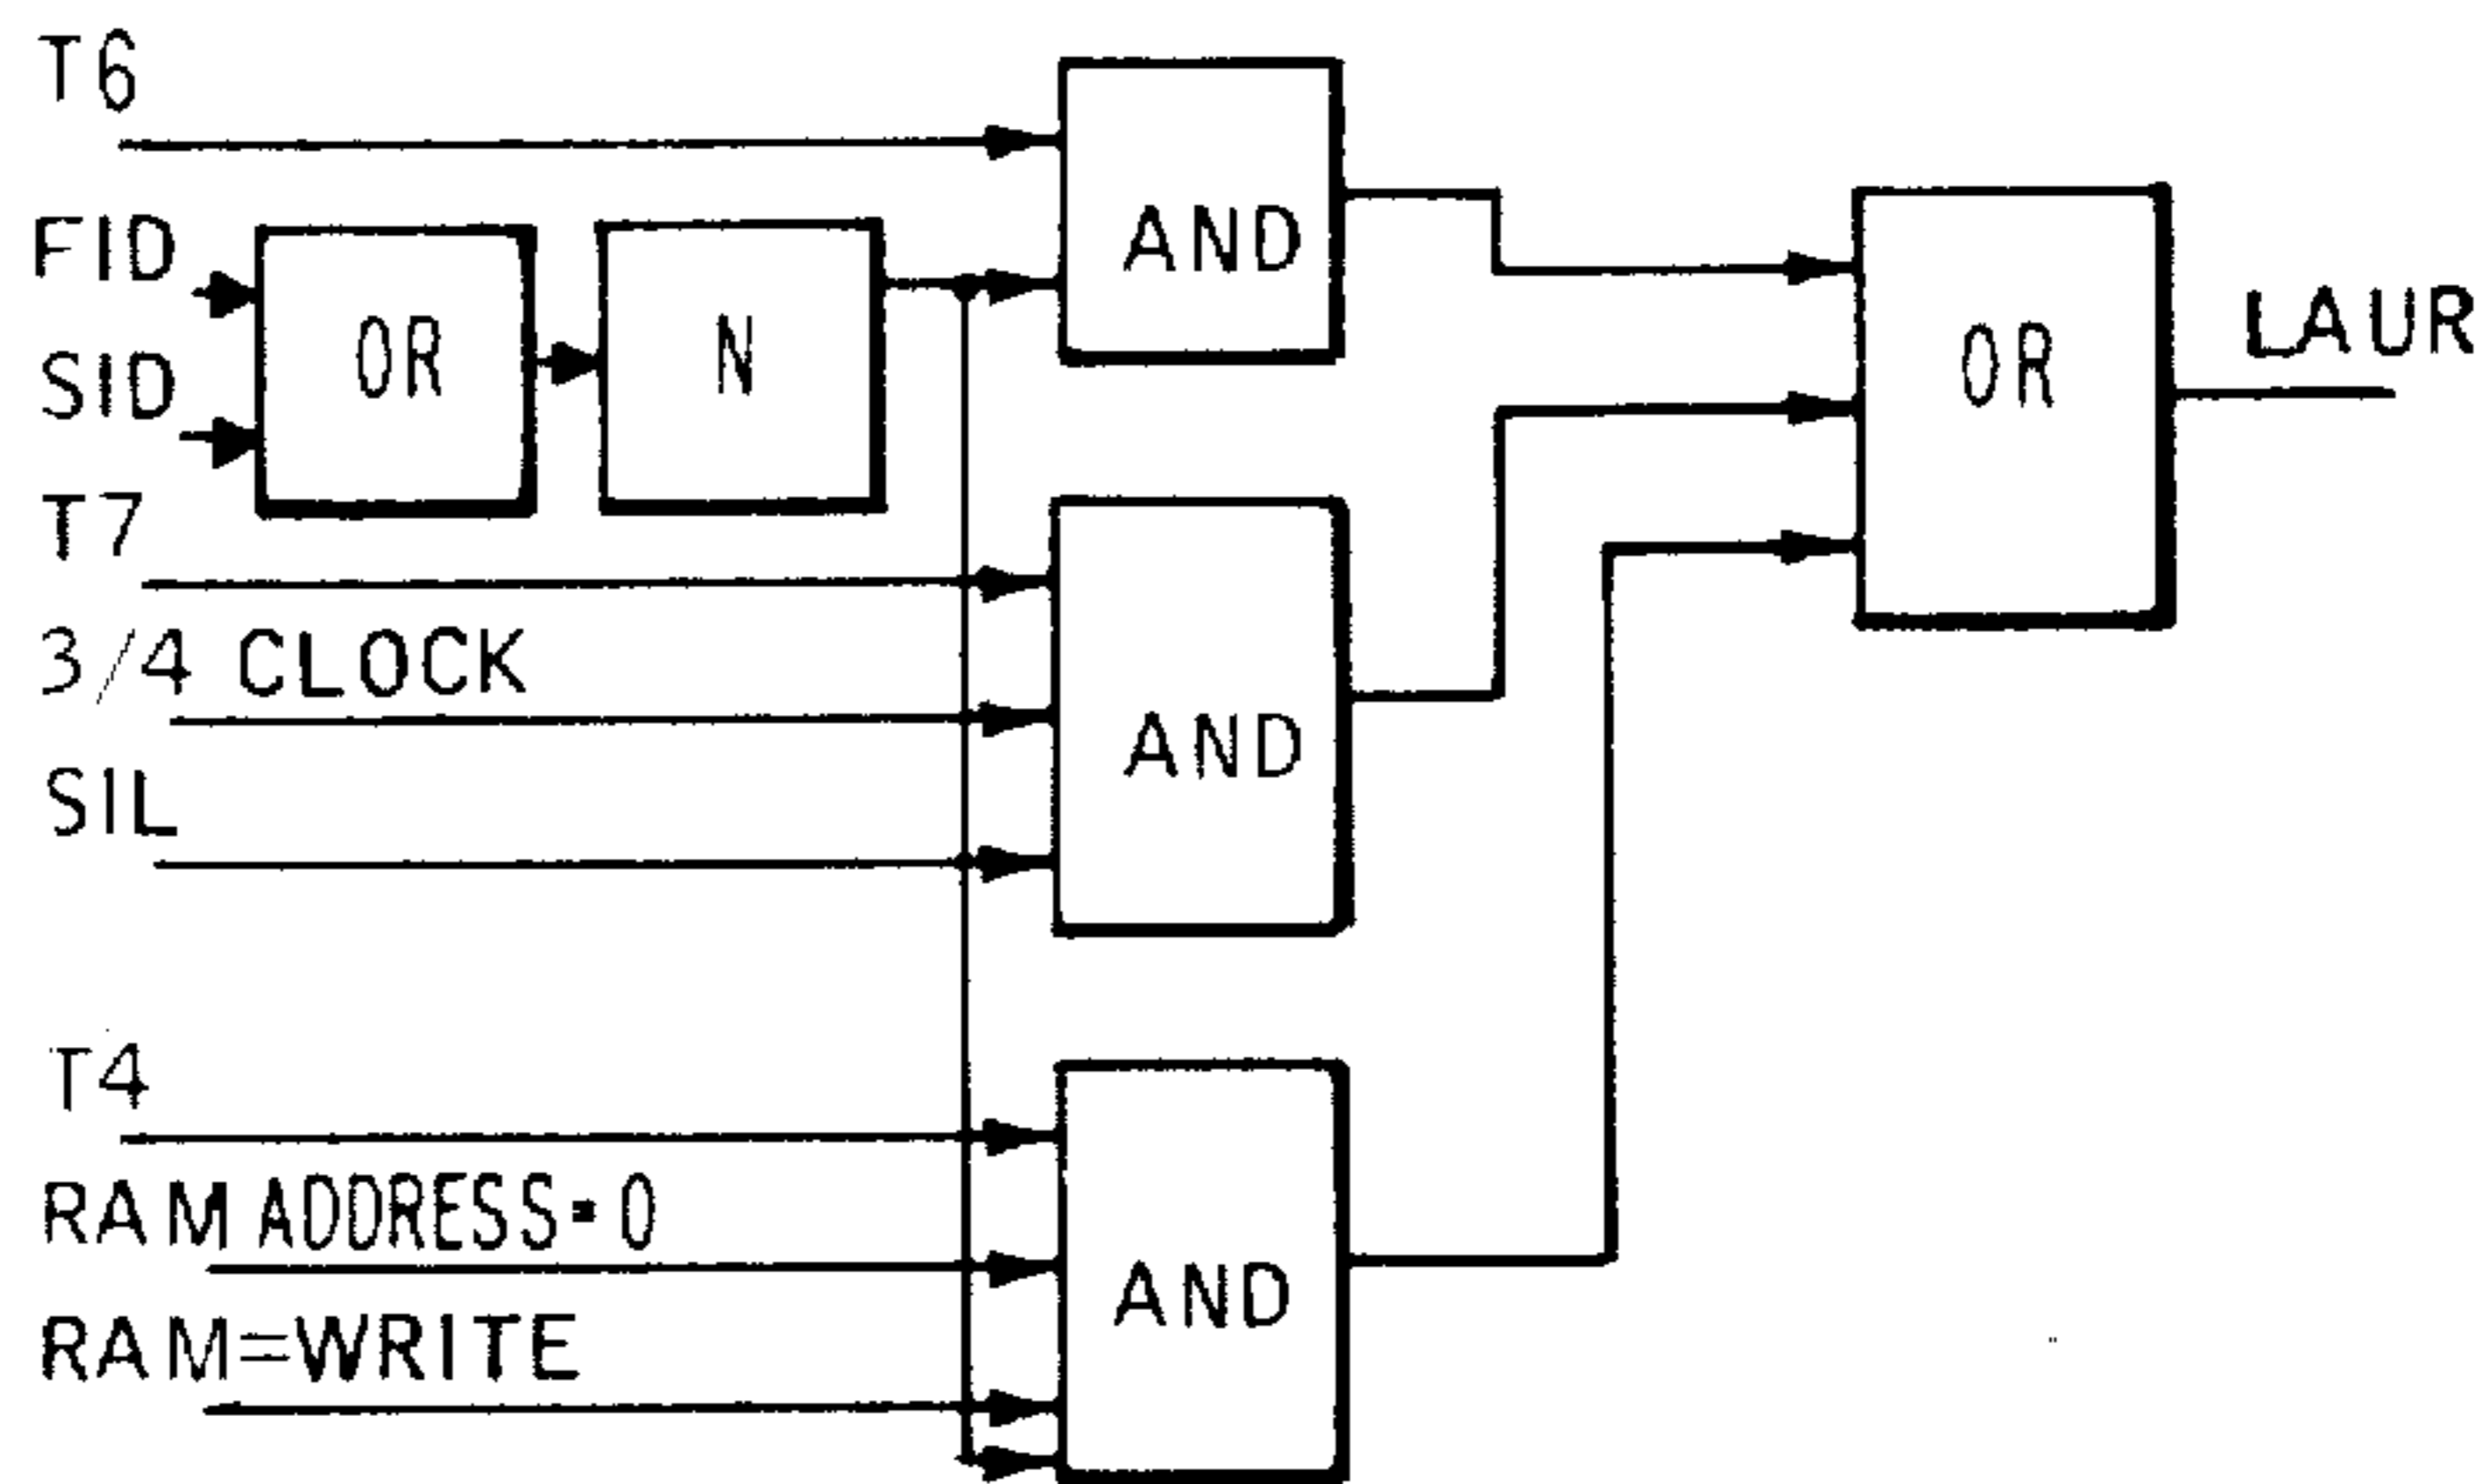 T6
AND
FID
OR
N
SID
OR
LAUR
T7
3/4 CLOCK
AND
SIL
T4
RAM ADDRESS=0
AND
RAM=WRITE